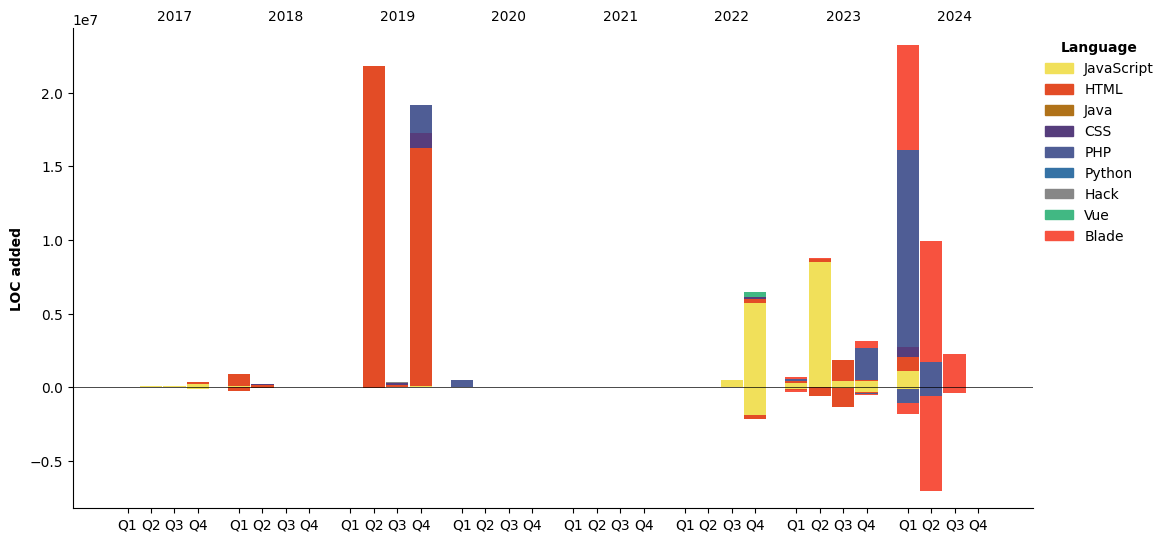 2017 2018 2019 2020 2021 2022 2023 2024
1e7
Language
JavaScript
HTML
Java
CSS
PHP
Python
Hack
Vue
Blade
LOC added
2.0
1.5
1.0
0.5
0.0
−0.5
Q1 Q2 Q3 Q4 Q1 Q2 Q3 Q4 Q1 Q2 Q3 Q4 Q1 Q2 Q3 Q4 Q1 Q2 Q3 Q4 Q1 Q2 Q3 Q4 Q1 Q2 Q3 Q4 Q1 Q2 Q3 Q4